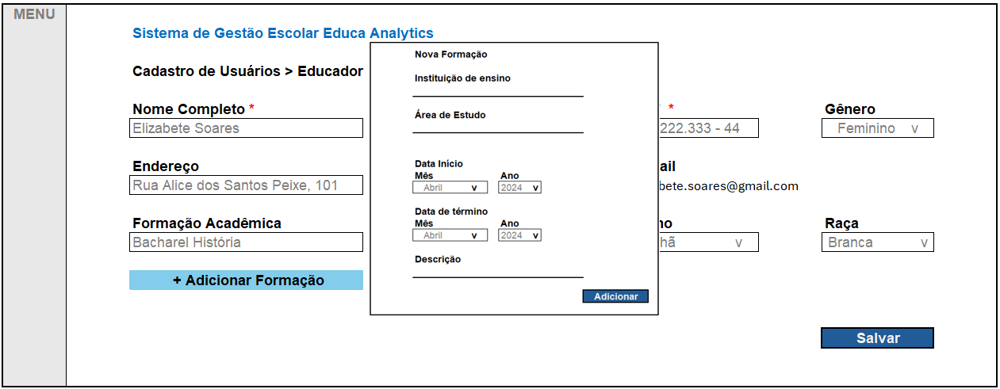 MENU
Sistema de Gestão Escolar Educa Analytics
Cadastro de Usuários > Educador
Nome Completo *
Elizabete Soares
Endereço
Rua Alice dos Santos Peixe, 101
Formação Acadêmica
Bacharel História
+ Adicionar Formação
Nova Formação
Instituição de ensino
Área de Estudo
Data Início
Mês Ano
Abril v 2024 v
Data de término
Mês Ano
Abril v 2024 v
Descrição
Adicionar
*
222.333 - 44
ail
bete.soares@gmail.com
no
hã v
Gênero
Feminino v
Raça
Branca v
Salvar